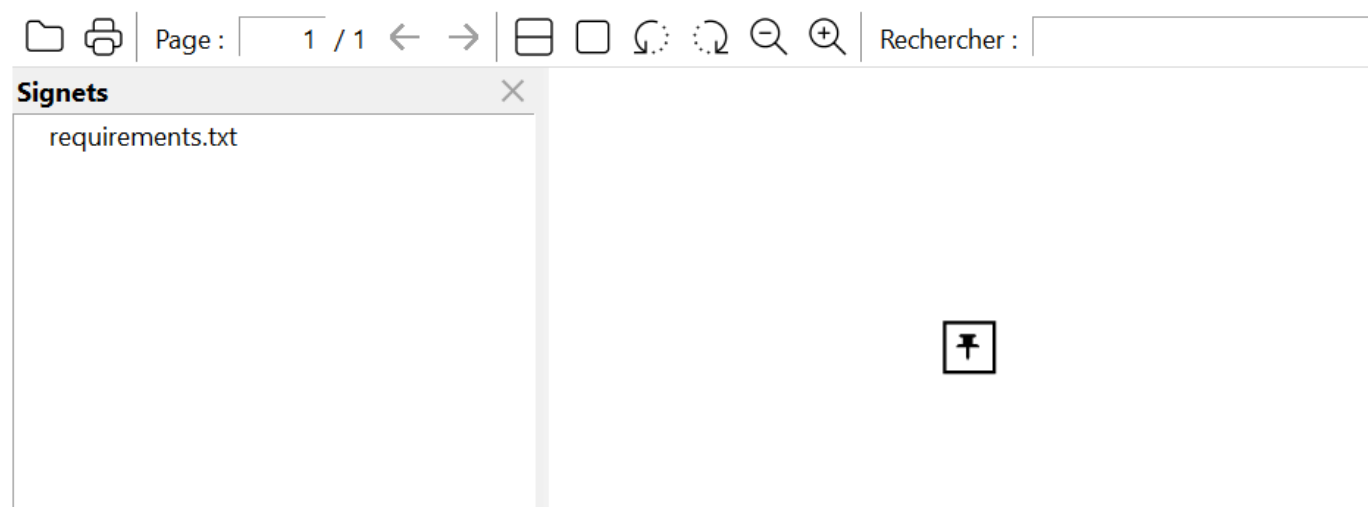 Page : 1 / 1 Rechercher :
Signets
requirements.txt